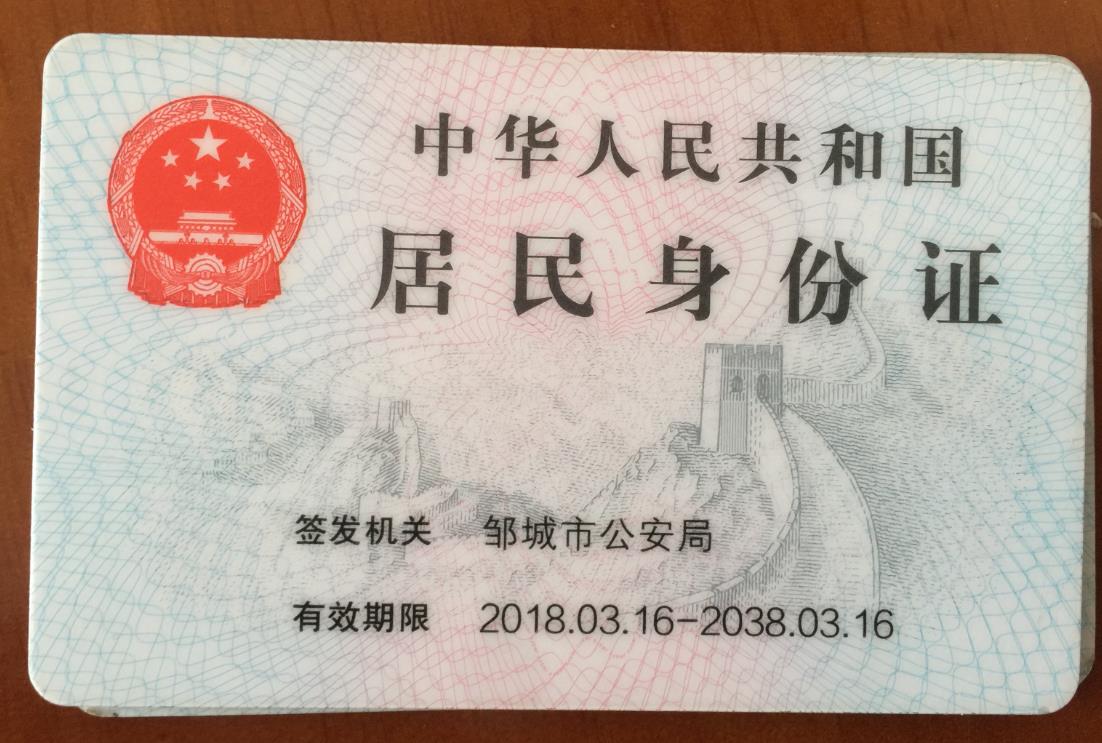 中华人民共和国
居民身份证
签发机关 邹城市公安局
有效期限 2018.03.16-2038.03.16